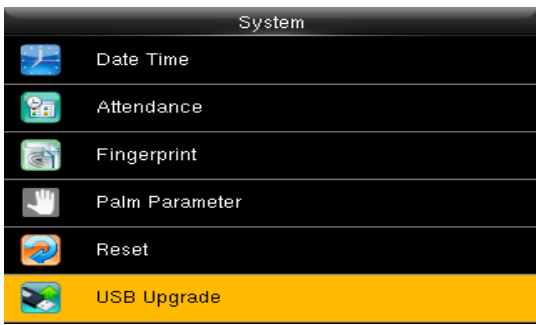 System
Date Time
Attendance
Fingerprint
Palm Parameter
Reset
USB Upgrade